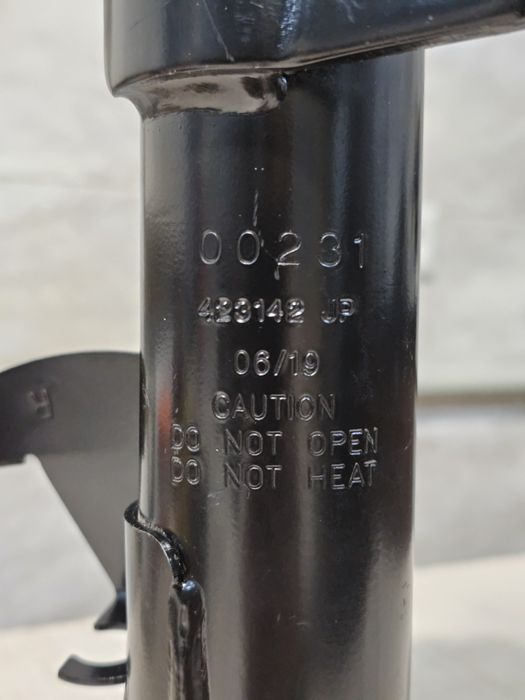 00231
423142 JP
06/19
CAUTION
DO NOT OPEN
DO NOT HEAT
H